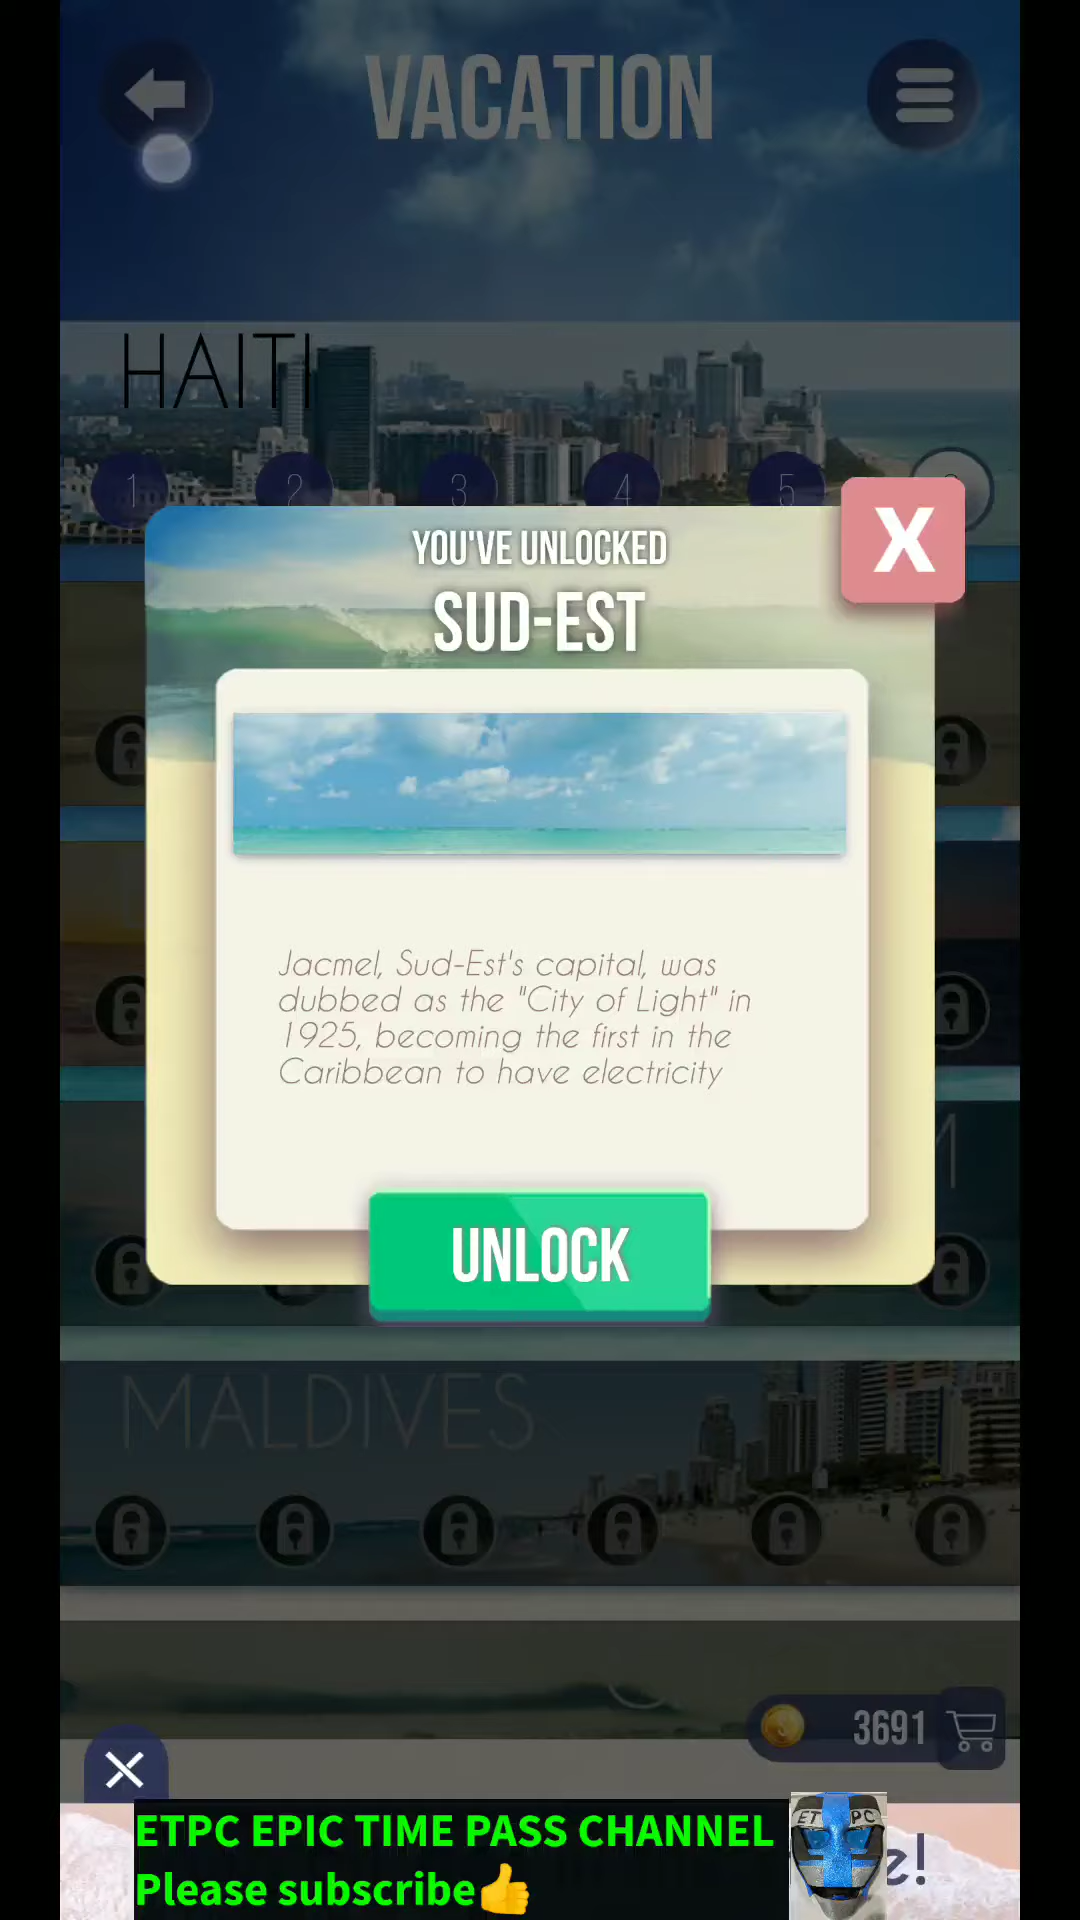 VACATION
HAITI
1 2 3 4 5
YOU'VE UNLOCKED
X
SUD-EST
Jacmel, Sud-Est's capital, was
dubbed as the "City of Light" in
1925, becoming the first in the
Caribbean to have electricity
UNLOCK
MALDIVES
3691
ETPC EPIC TIME PASS CHANNEL
Please subscribe👍
ET PC
e!